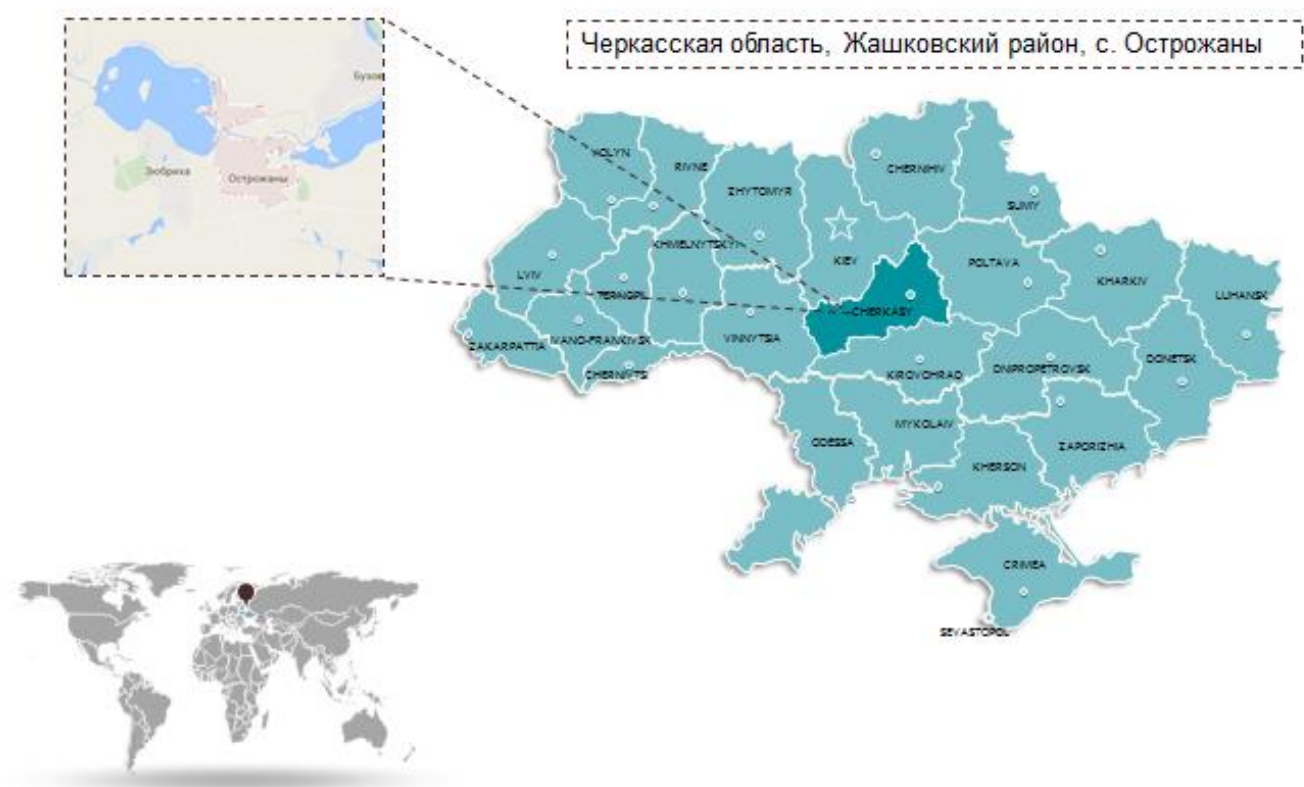 Черкасская область, Жашковский район, с. Острожаны
Бузов
Зюбриха
Острожаны
VOLYN
RIVNE
ZHYTOMYR
CHERNIHIV
SUMY
KHMELNYTSKYI
KIEV
POLTAVA
KHARKIV
LVIV
TERNOPIL
LUHANSK
CHERKASY
ZAKARPATTIA
IVANO-FRANKIVSK
VINNYTSIA
DONETSK
CHERNIVTSI
KIROVOHRAD
DNIPROPETROVSK
ODESSA
MYKOLAIV
ZAPORIZHIA
KHERSON
CRIMEA
SEVASTOPOL